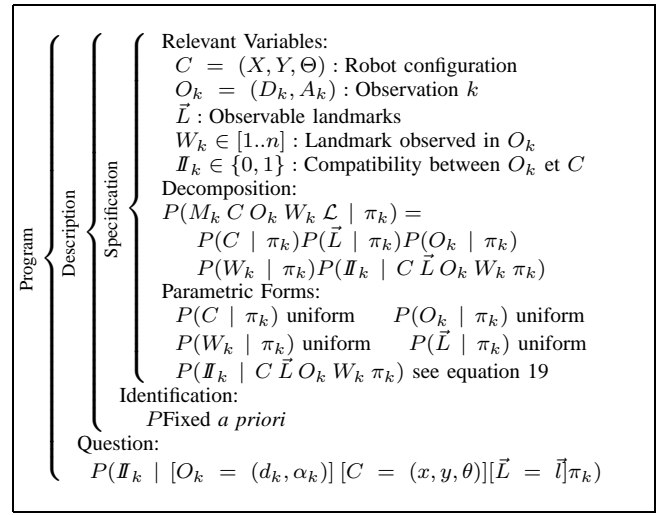 Program
Description
Specification
Relevant Variables:
C = (X, Y, Θ) : Robot configuration
O_k = (D_k, A_k) : Observation k
L⃗ : Observable landmarks
W_k ∈ [1..n] : Landmark observed in O_k
𝐼𝐼_k ∈ {0, 1} : Compatibility between O_k et C
Decomposition:
P(M_k C O_k W_k ℒ | π_k) =
P(C | π_k)P(L⃗ | π_k)P(O_k | π_k)
P(W_k | π_k)P(𝐼𝐼_k | C L⃗ O_k W_k π_k)
Parametric Forms:
P(C | π_k) uniform P(O_k | π_k) uniform
P(W_k | π_k) uniform P(L⃗ | π_k) uniform
P(𝐼𝐼_k | C L⃗ O_k W_k π_k) see equation 19
Identification:
PFixed a priori
Question:
P(𝐼𝐼_k | [O_k = (d_k, α_k)] [C = (x, y, θ)][L⃗ = l⃗]π_k)